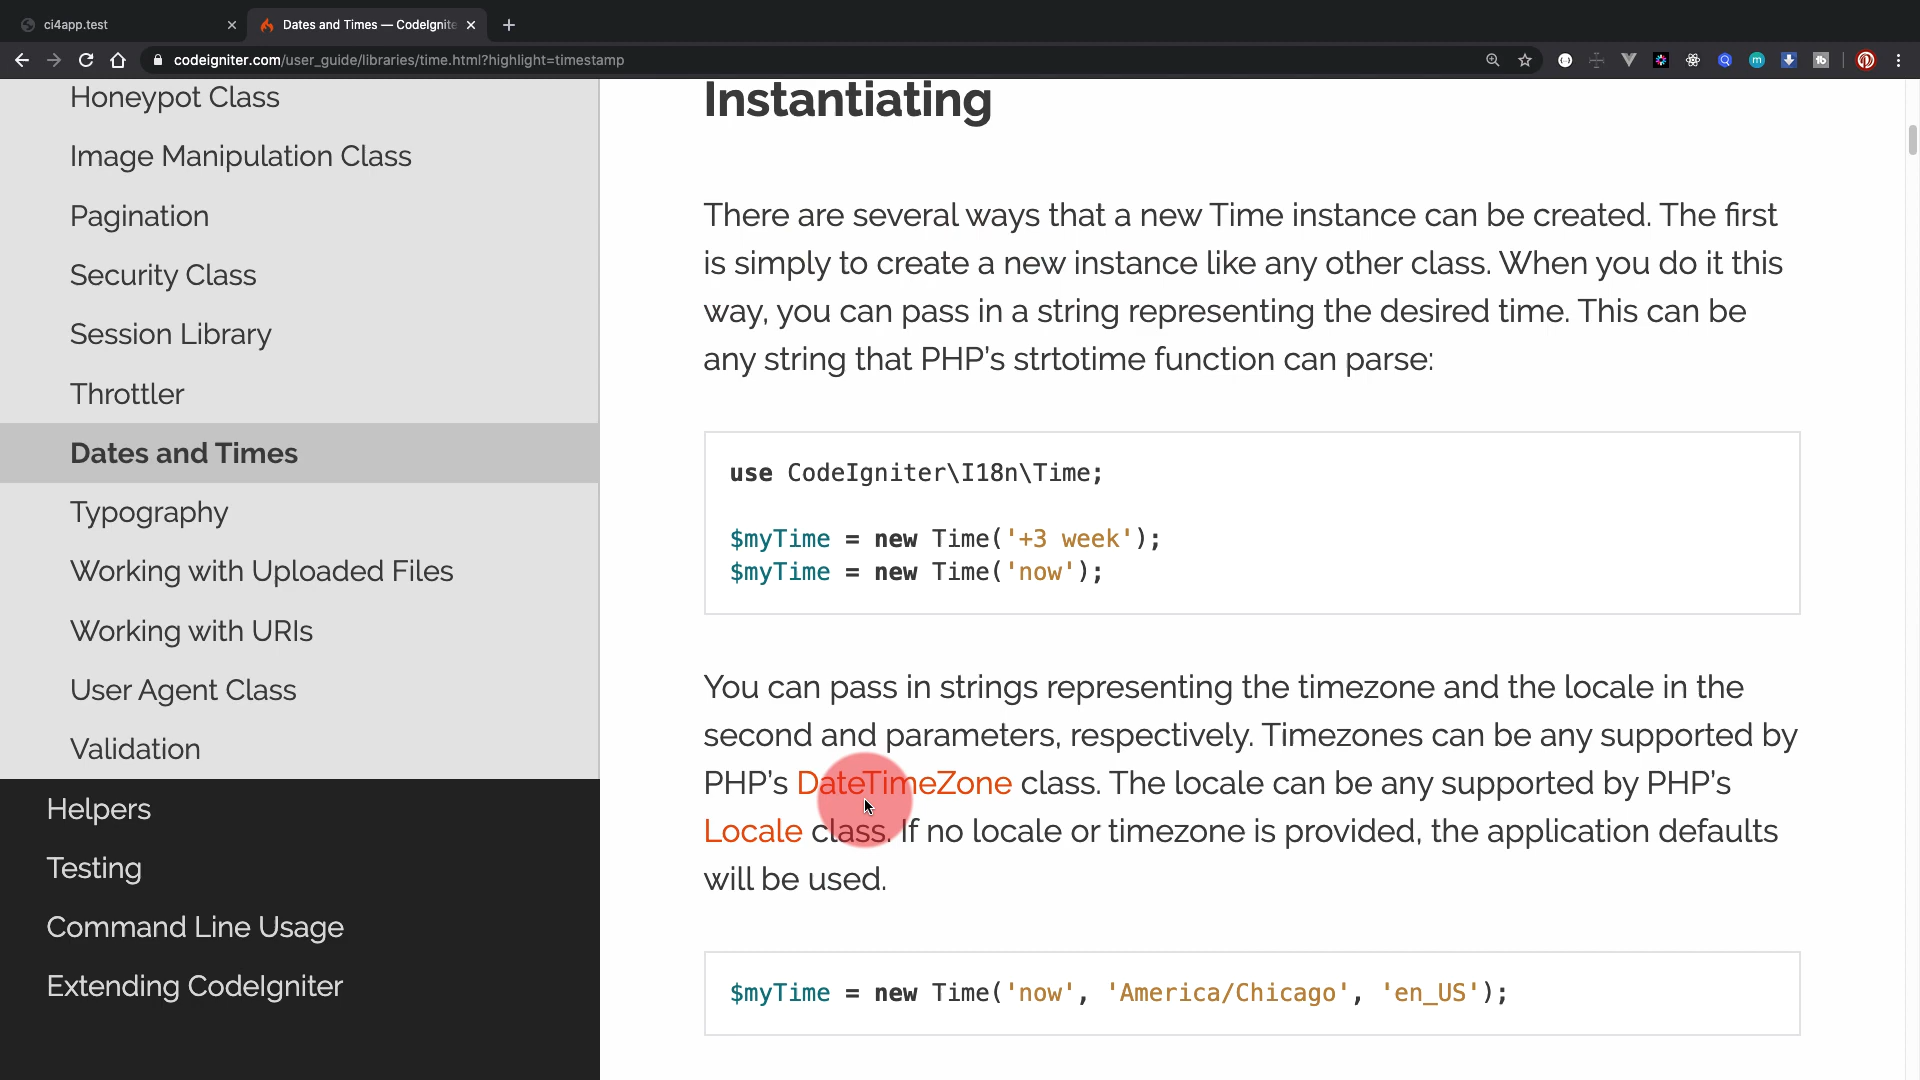 ci4app.test
Dates and Times — CodeIgnite
codeigniter.com/user_guide/libraries/time.html?highlight=timestamp
Honeypot Class
Image Manipulation Class
Pagination
Security Class
Session Library
Throttler
Dates and Times
Typography
Working with Uploaded Files
Working with URIs
User Agent Class
Validation
Helpers
Testing
Command Line Usage
Extending CodeIgniter
Instantiating
There are several ways that a new Time instance can be created. The first
is simply to create a new instance like any other class. When you do it this
way, you can pass in a string representing the desired time. This can be
any string that PHP's strtotime function can parse:
use CodeIgniter\I18n\Time;
$myTime = new Time('+3 week');
$myTime = new Time('now');
You can pass in strings representing the timezone and the locale in the
second and parameters, respectively. Timezones can be any supported by
PHP's DateTimeZone class. The locale can be any supported by PHP's
Locale class. If no locale or timezone is provided, the application defaults
will be used.
$myTime = new Time('now', 'America/Chicago', 'en_US');